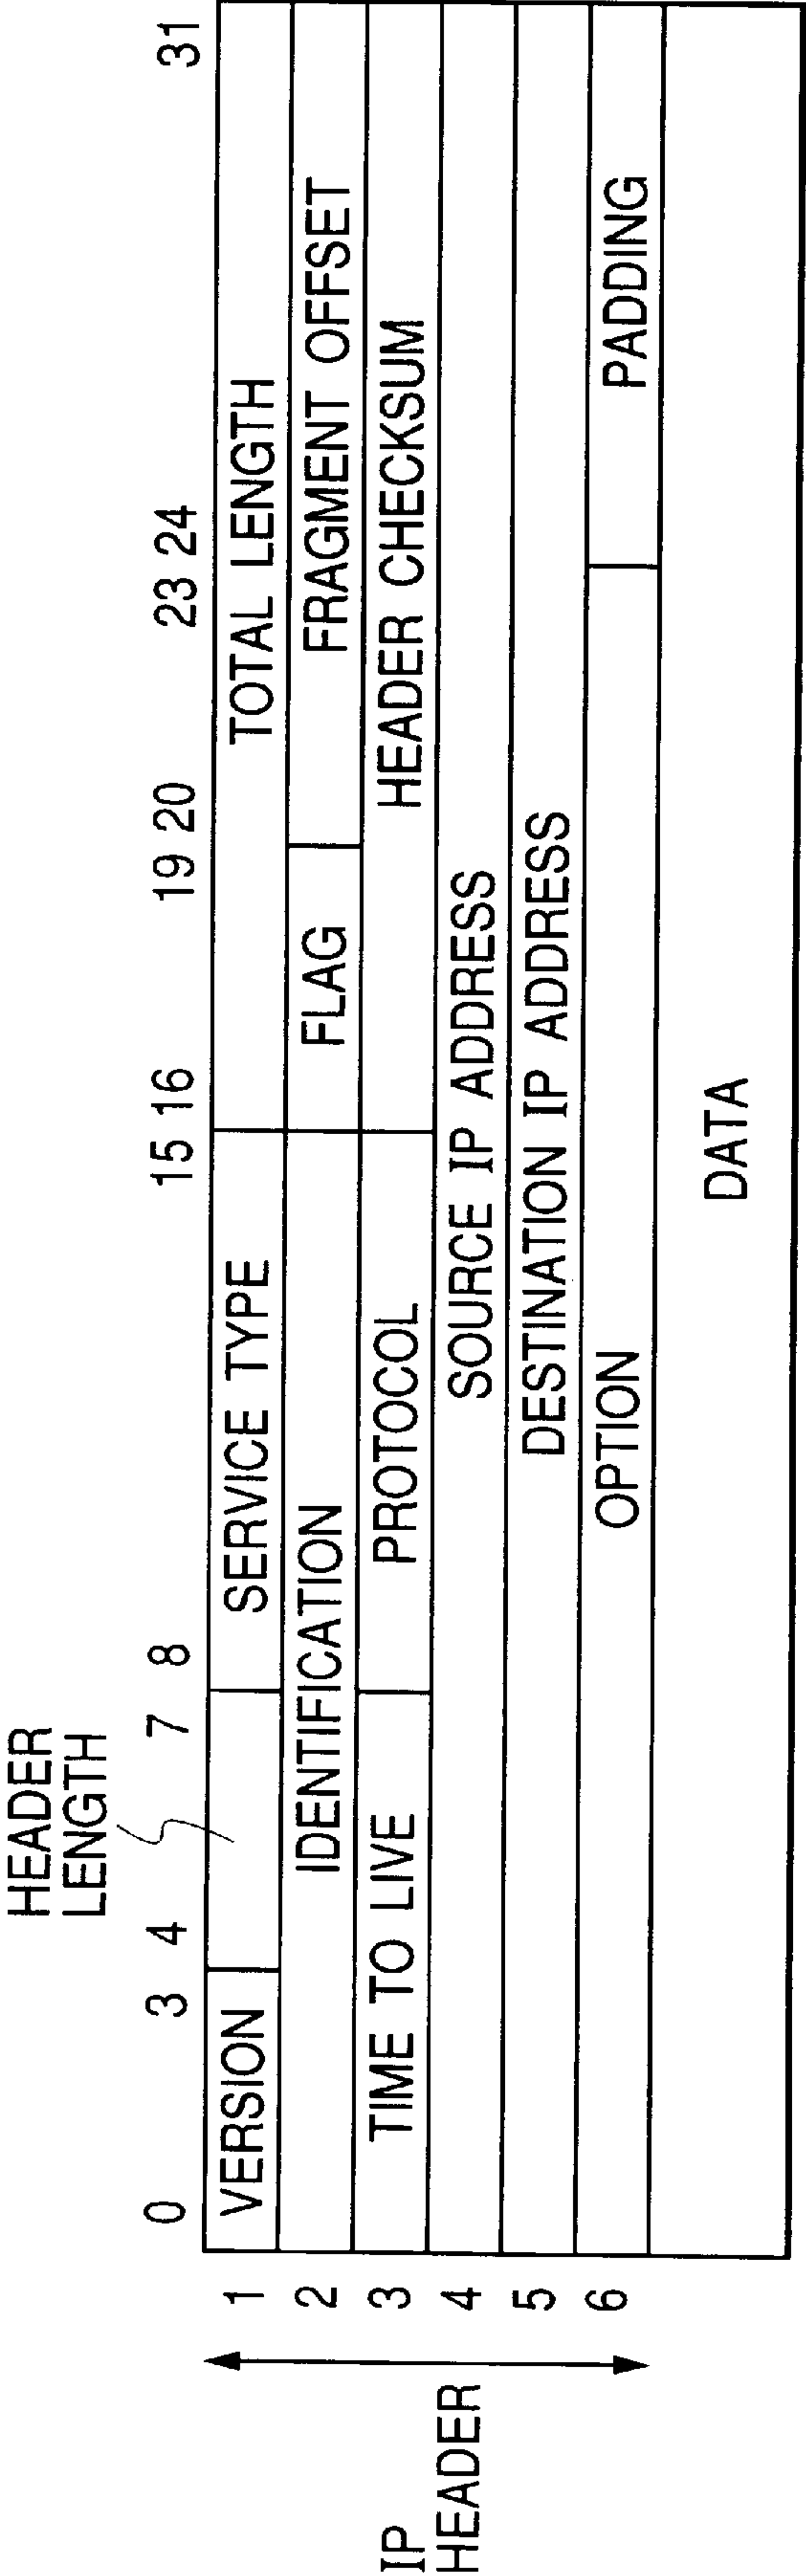 HEADER
LENGTH
0 3 4 7 8 15 16 19 20 23 24 31
1 VERSION SERVICE TYPE TOTAL LENGTH
2 IDENTIFICATION FLAG FRAGMENT OFFSET
3 TIME TO LIVE PROTOCOL HEADER CHECKSUM
4 SOURCE IP ADDRESS
5 DESTINATION IP ADDRESS
6 OPTION PADDING
DATA
IP
HEADER